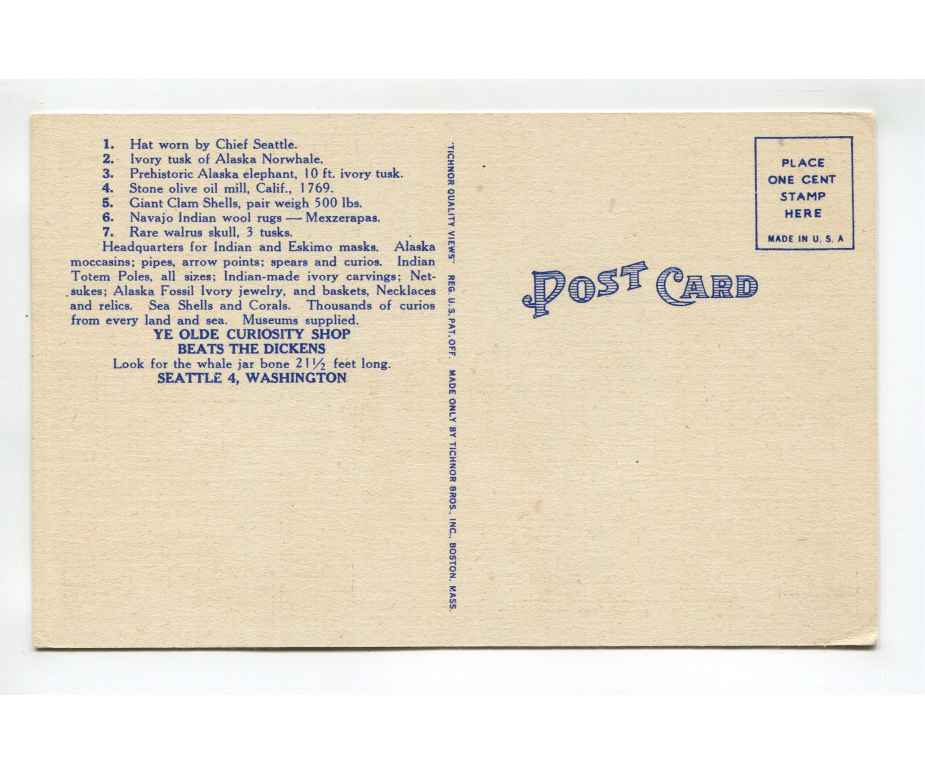 1. Hat worn by Chief Seattle.
2. Ivory tusk of Alaska Norwhale.
3. Prehistoric Alaska elephant, 10 ft. ivory tusk.
4. Stone olive oil mill, Calif., 1769.
5. Giant Clam Shells, pair weigh 500 lbs.
6. Navajo Indian wool rugs — Mexzerapas.
7. Rare walrus skull, 3 tusks.
Headquarters for Indian and Eskimo masks. Alaska
moccasins; pipes, arrow points; spears and curios. Indian
Totem Poles, all sizes; Indian-made ivory carvings; Net-
sukes; Alaska Fossil Ivory jewelry, and baskets, Necklaces
and relics. Sea Shells and Corals. Thousands of curios
from every land and sea. Museums supplied.
YE OLDE CURIOSITY SHOP
BEATS THE DICKENS
Look for the whale jar bone 21½ feet long.
SEATTLE 4, WASHINGTON
"TICHNOR QUALITY VIEWS" REG. U. S. PAT. OFF. MADE ONLY BY TICHNOR BROS., INC., BOSTON, MASS.
POST CARD
PLACE
ONE CENT
STAMP
HERE
MADE IN U. S. A